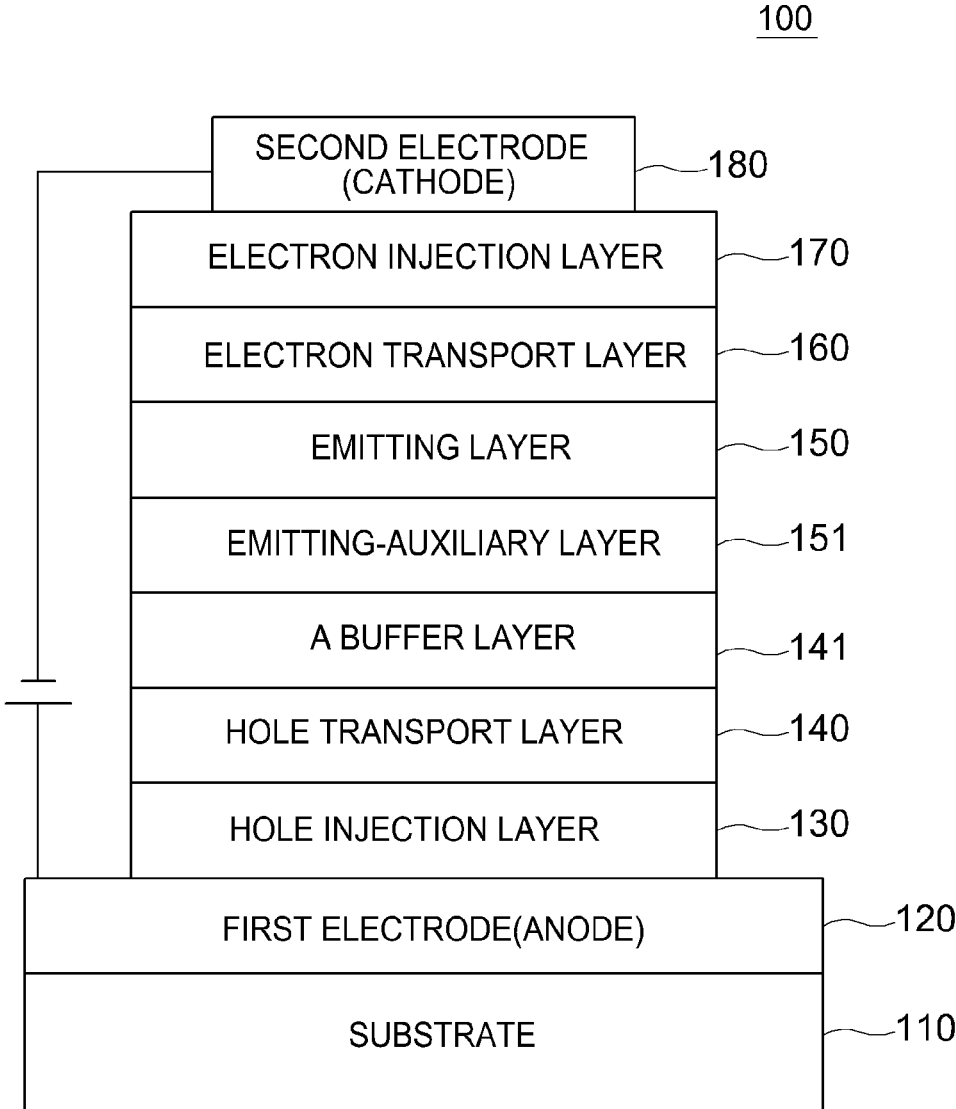 100
SECOND ELECTRODE
(CATHODE)
180
ELECTRON INJECTION LAYER
170
ELECTRON TRANSPORT LAYER
160
EMITTING LAYER
150
EMITTING-AUXILIARY LAYER
151
A BUFFER LAYER
141
HOLE TRANSPORT LAYER
140
HOLE INJECTION LAYER
130
FIRST ELECTRODE(ANODE)
120
SUBSTRATE
110